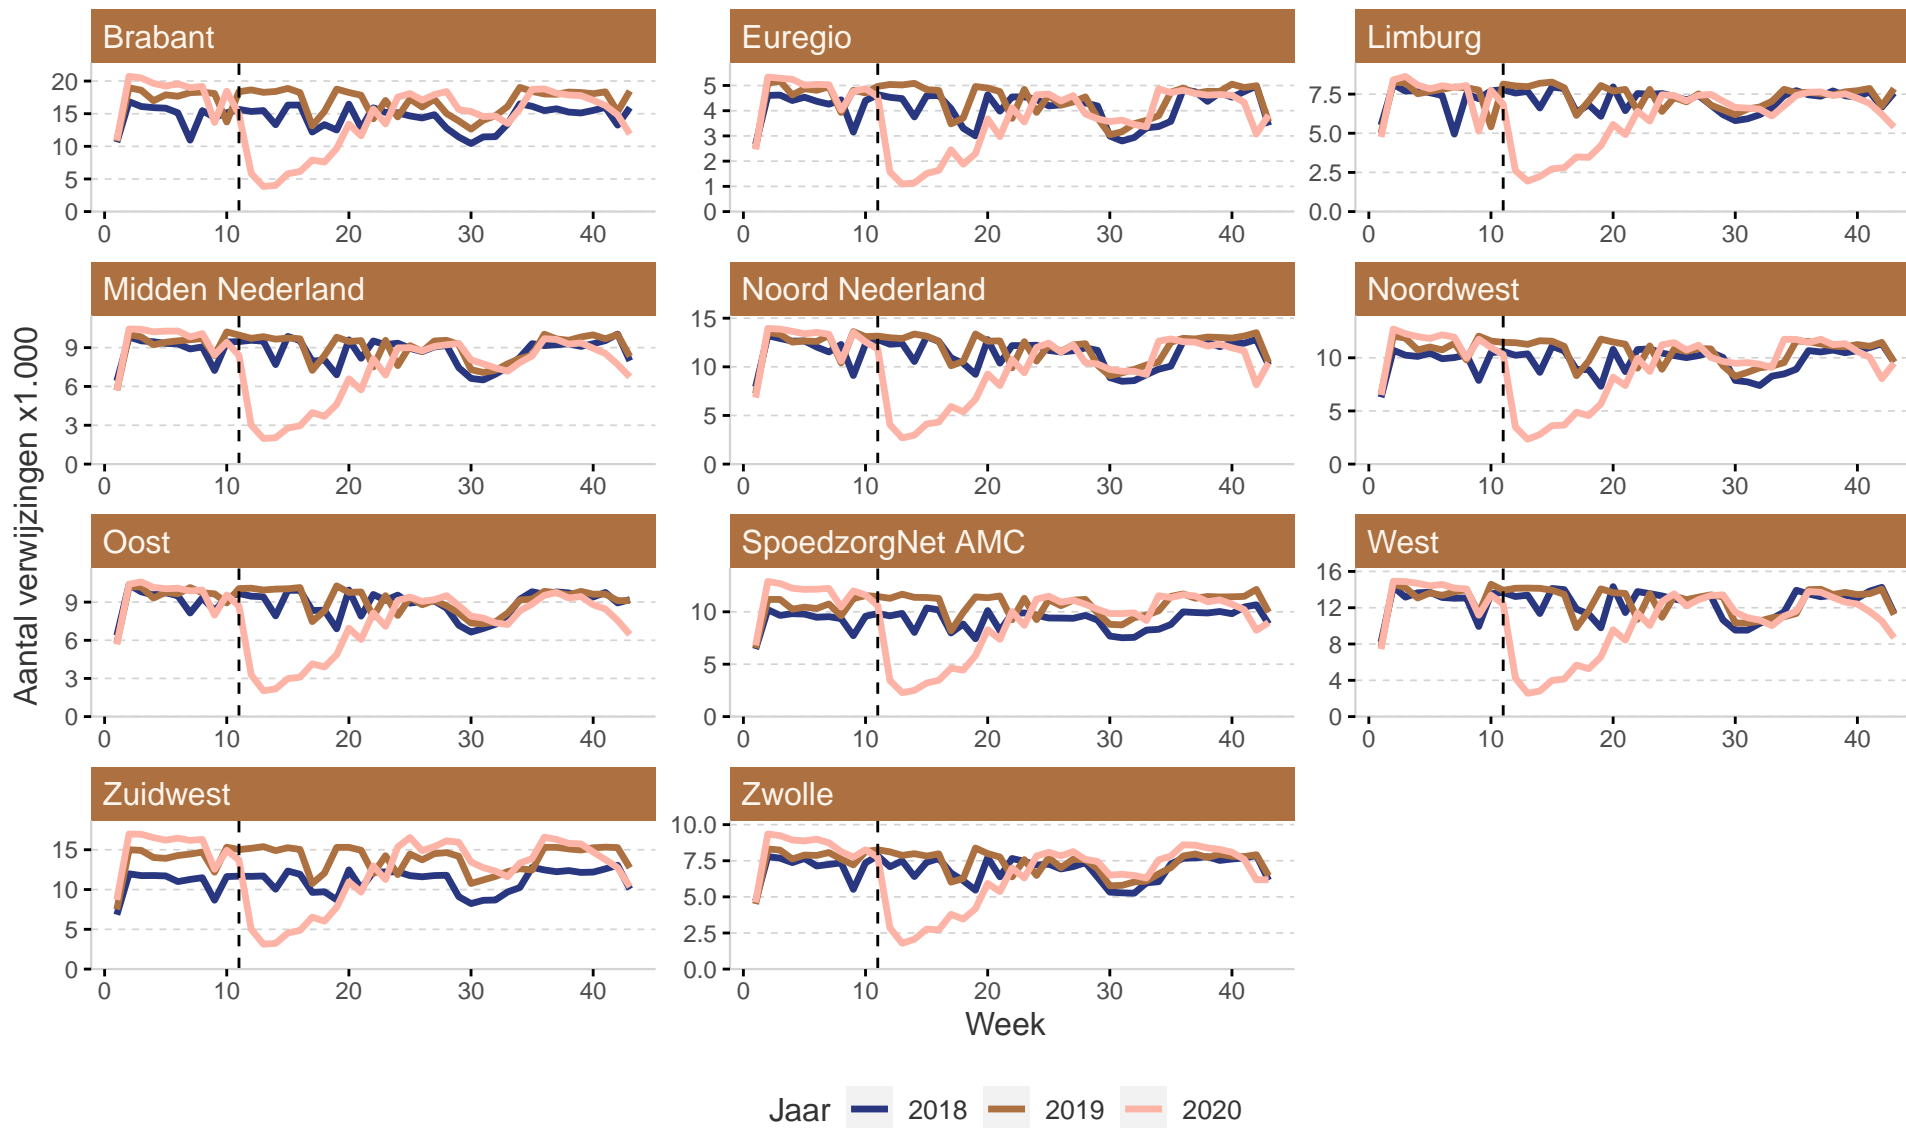 Brabant
Euregio
Limburg
20
15
10
5
0
0 10 20 30 40
5
4
3
2
1
0
0 10 20 30 40
7.5
5.0
2.5
0.0
0 10 20 30 40
Midden Nederland
Noord Nederland
Noordwest
9
6
3
0
0 10 20 30 40
15
10
5
0
0 10 20 30 40
10
5
0
0 10 20 30 40
Aantal verwijzingen x1.000
Oost
SpoedzorgNet AMC
West
9
6
3
0
0 10 20 30 40
10
5
0
0 10 20 30 40
16
12
8
4
0
0 10 20 30 40
Zuidwest
Zwolle
15
10
5
0
0 10 20 30 40
10.0
7.5
5.0
2.5
0.0
0 10 20 30 40
Week
Jaar 2018 2019 2020